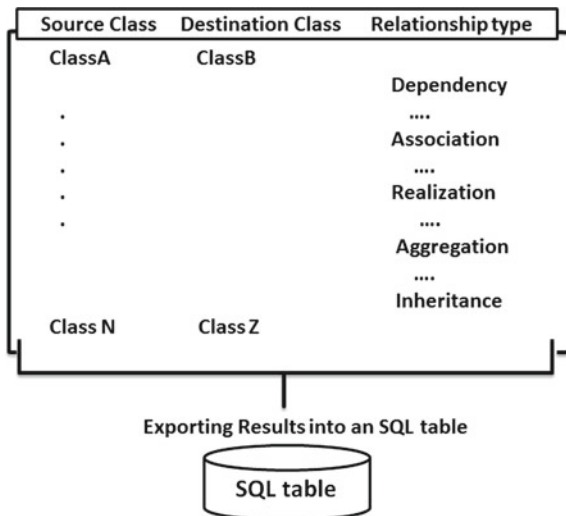 Source Class Destination Class Relationship type
ClassA ClassB
Dependency
. ....
. Association
. ....
. Realization
. ....
Aggregation
....
Inheritance
Class N Class Z
Exporting Results into an SQL table
SQL table